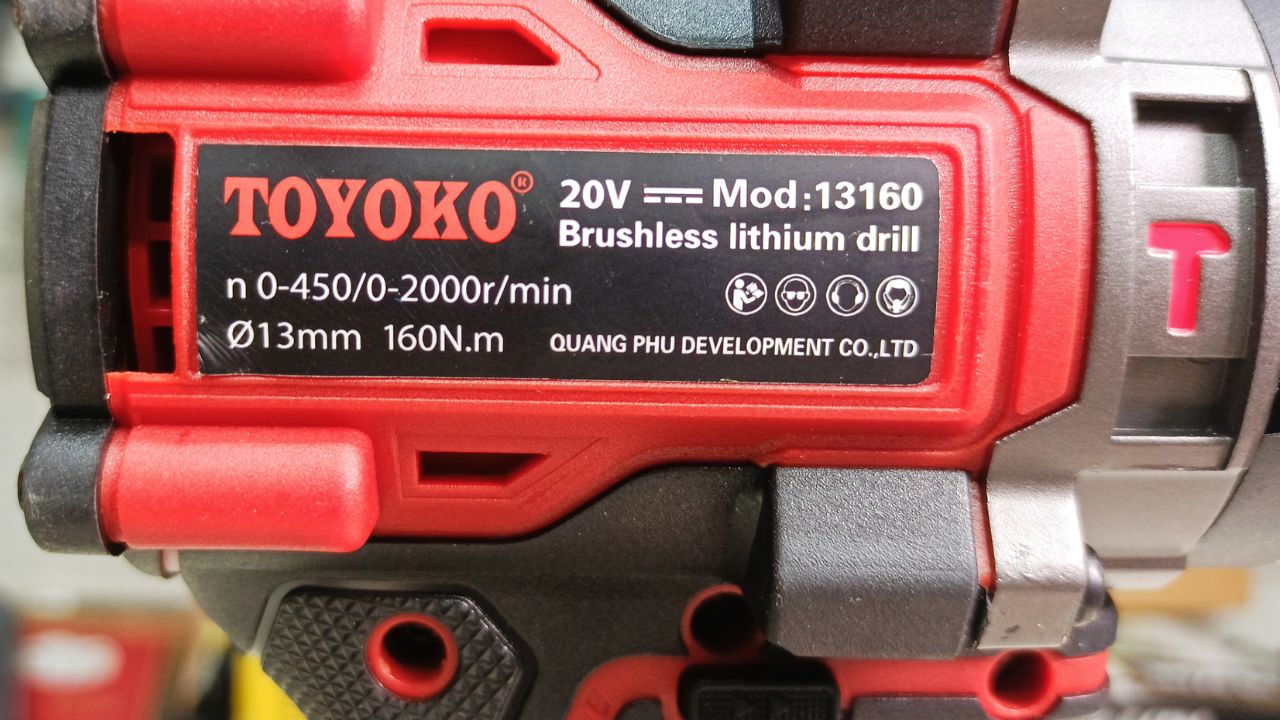 TOYOKO®
20V ⎓ Mod:13160
Brushless lithium drill
n 0-450/0-2000r/min
Ø13mm 160N.m
QUANG PHU DEVELOPMENT CO.,LTD